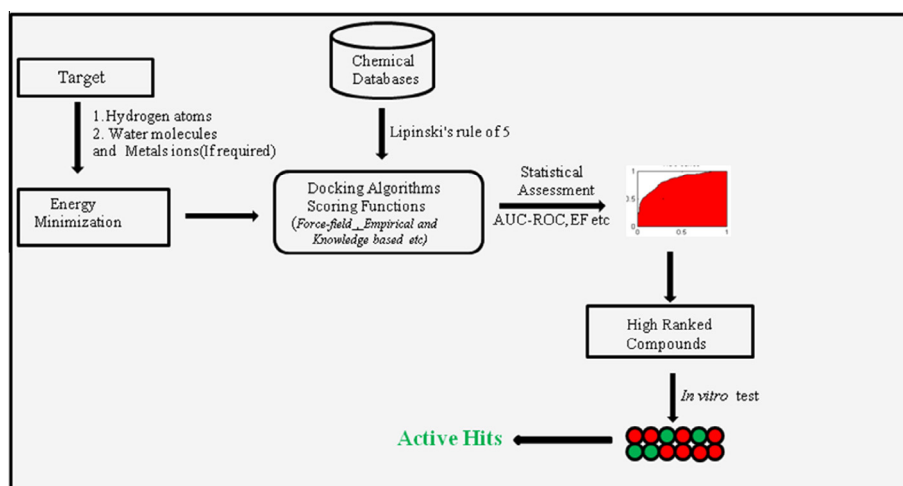 Target
1. Hydrogen atoms
2. Water molecules
and Metals ions(If required)
Energy
Minimization
Chemical
Databases
Lipinski's rule of 5
Docking Algorithms
Scoring Functions
(Force-field_,Empirical and
Knowledge based etc)
Statistical
Assessment
AUC-ROC, EF etc
1
0.5
0
0
0.5
1
High Ranked
Compounds
In vitro test
Active Hits